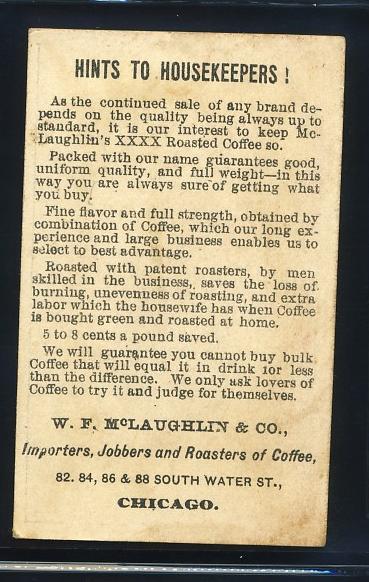 HINTS TO HOUSEKEEPERS !
As the continued sale of any brand de-
pends on the quality being always up to
standard, it is our interest to keep Mc-
Laughlin's XXXX Roasted Coffee so.
Packed with our name guarantees good,
uniform quality, and full weight—in this
way you are always sure of getting what
you buy.
Fine flavor and full strength, obtained by
combination of Coffee, which our long ex-
perience and large business enables us to
select to best advantage.
Roasted with patent roasters, by men
skilled in the business, saves the loss of
burning, unevenness of roasting, and extra
labor which the housewife has when Coffee
is bought green and roasted at home.
5 to 8 cents a pound saved.
We will guarantee you cannot buy bulk
Coffee that will equal it in drink for less
than the difference. We only ask lovers of
Coffee to try it and judge for themselves.
W. F. McLAUGHLIN & CO.,
Importers, Jobbers and Roasters of Coffee,
82. 84, 86 & 88 SOUTH WATER ST.,
CHICAGO.